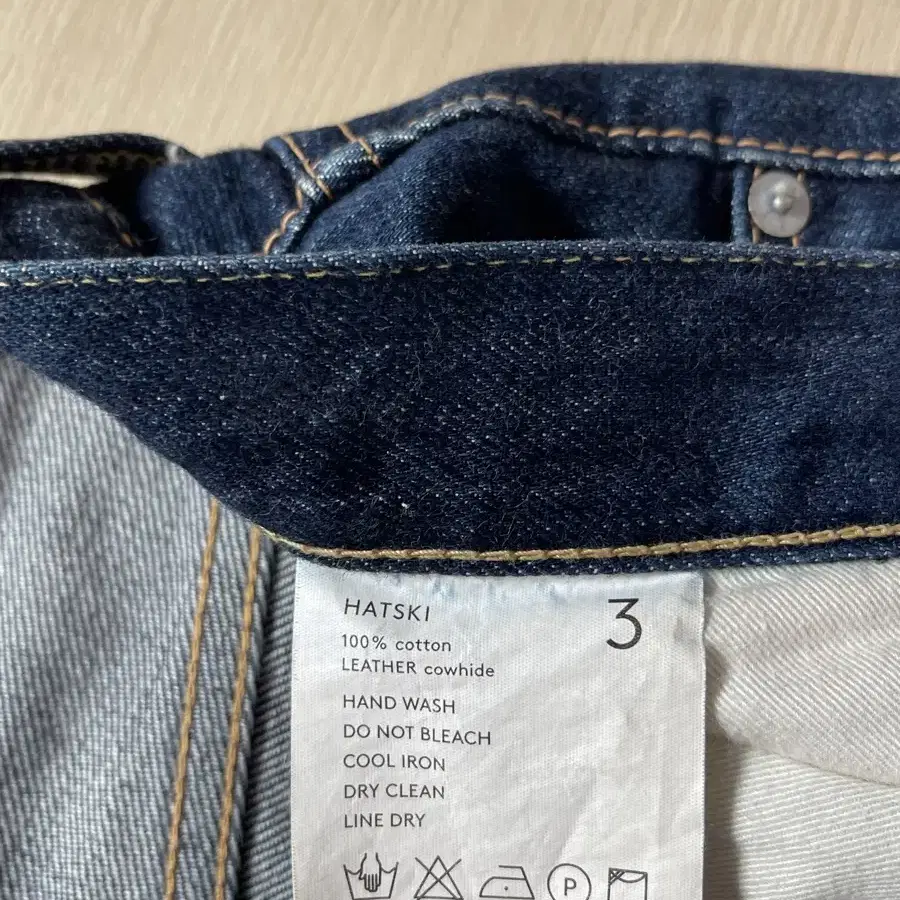 HATSKI 3
100% cotton
LEATHER cowhide
HAND WASH
DO NOT BLEACH
COOL IRON
DRY CLEAN
LINE DRY
P